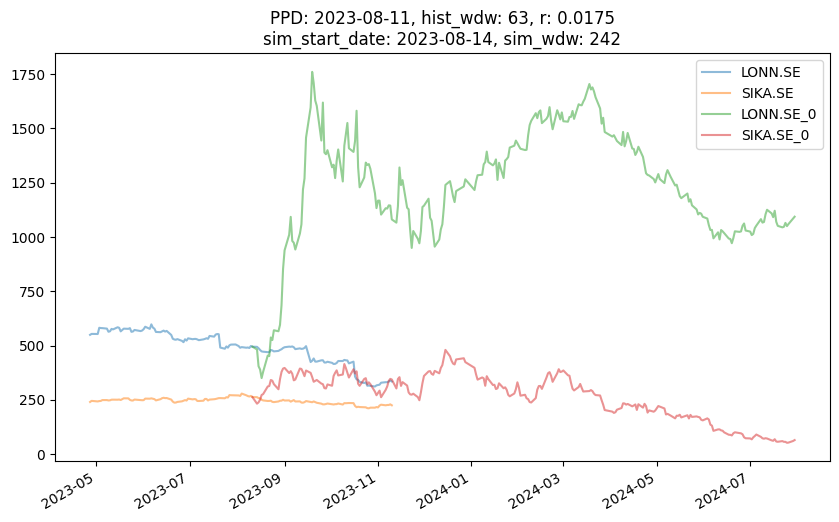 PPD: 2023-08-11, hist_wdw: 63, r: 0.0175
sim_start_date: 2023-08-14, sim_wdw: 242
LONN.SE
SIKA.SE
LONN.SE_0
SIKA.SE_0
1750
1500
1250
1000
750
500
250
0
2023-05
2023-07
2023-09
2023-11
2024-01
2024-03
2024-05
2024-07